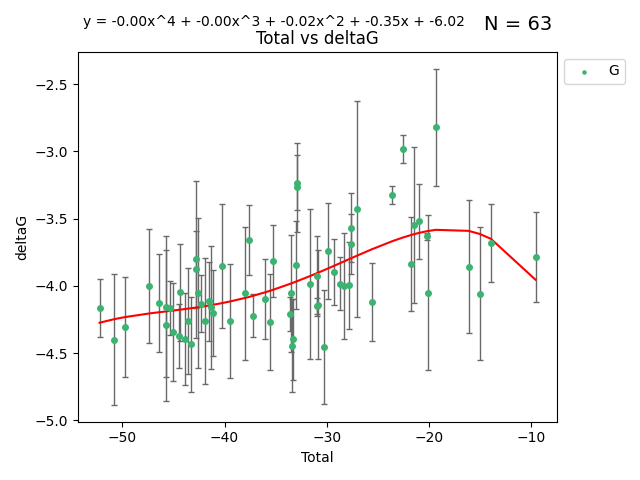 y = -0.00x^4 + -0.00x^3 + -0.02x^2 + -0.35x + -6.02
N = 63
Total vs deltaG
G
−2.5
−3.0
−3.5
−4.0
−4.5
−5.0
deltaG
−50 −40 −30 −20 −10
Total